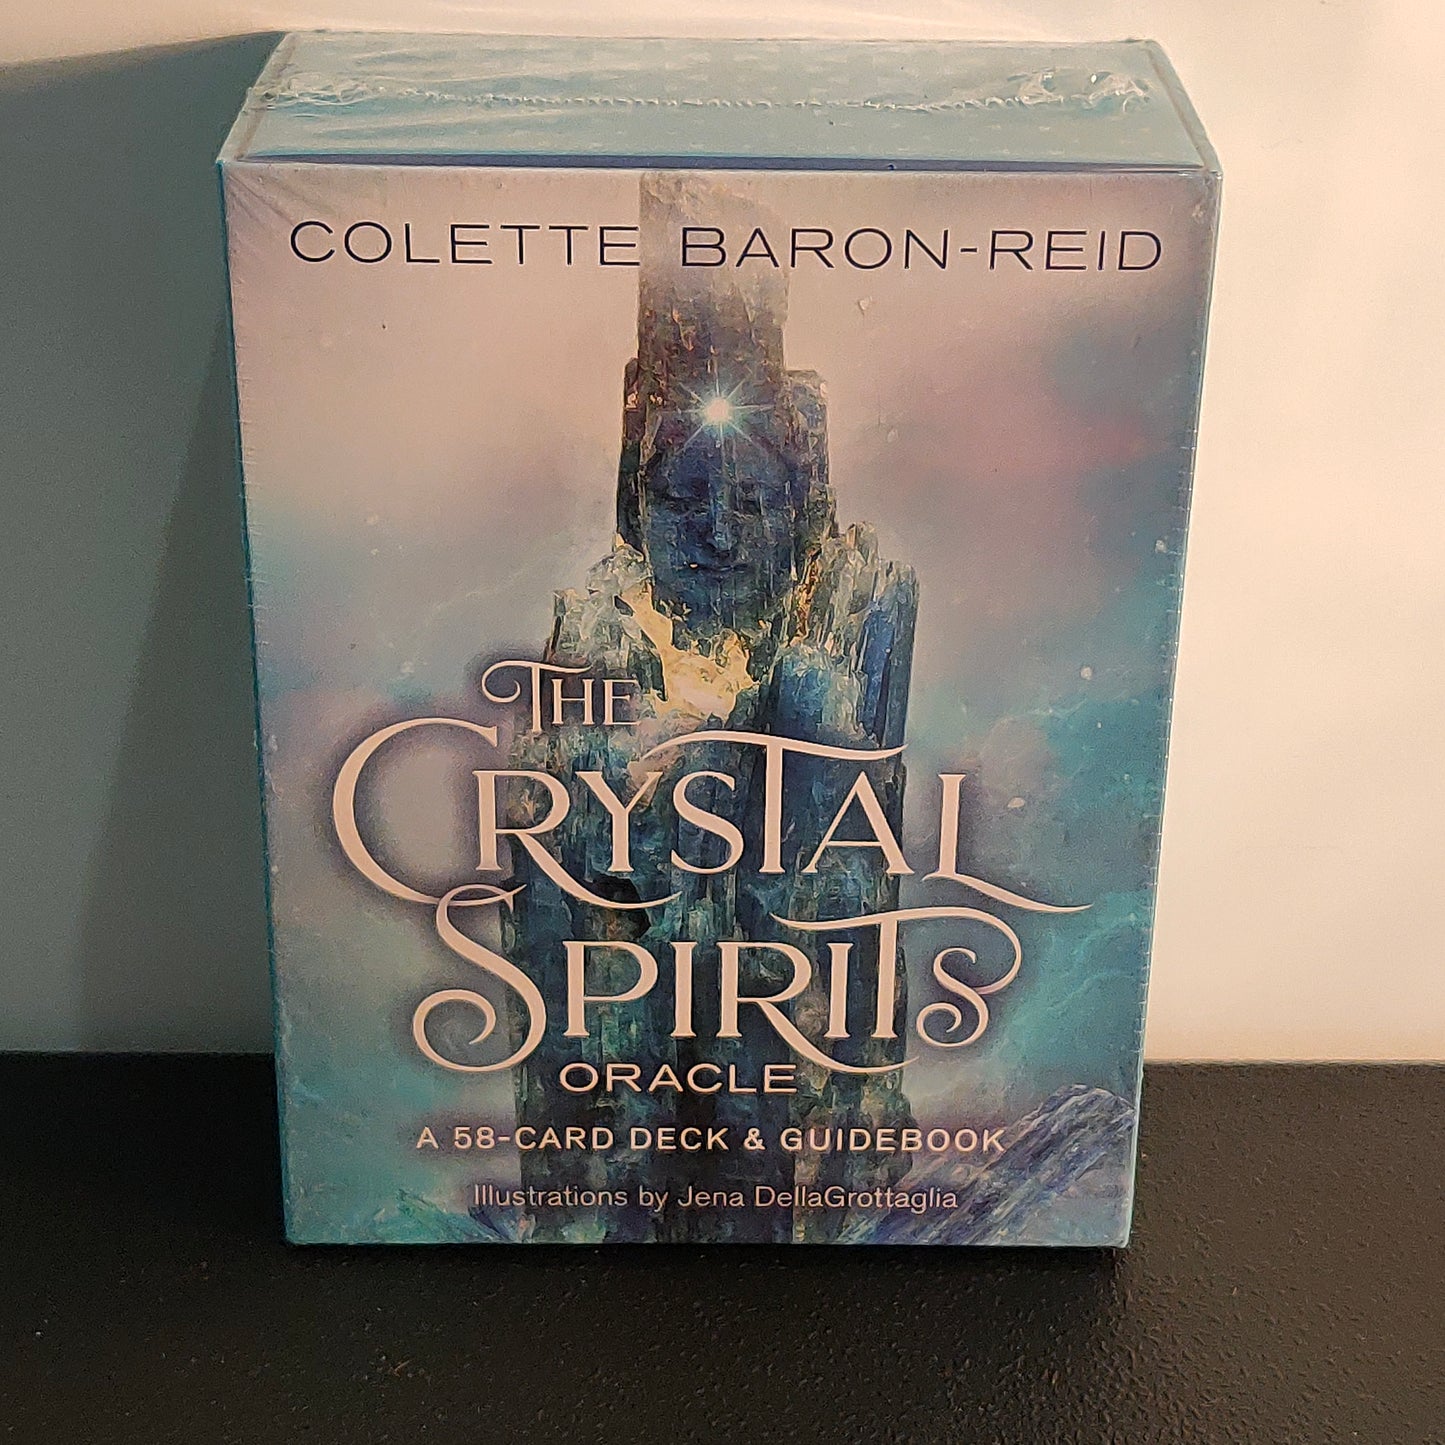 COLETTE BARON-REID
THE
CRYSTAL
SPIRITS
ORACLE
A 58-CARD DECK & GUIDEBOOK
Illustrations by Jena DellaGrottaglia